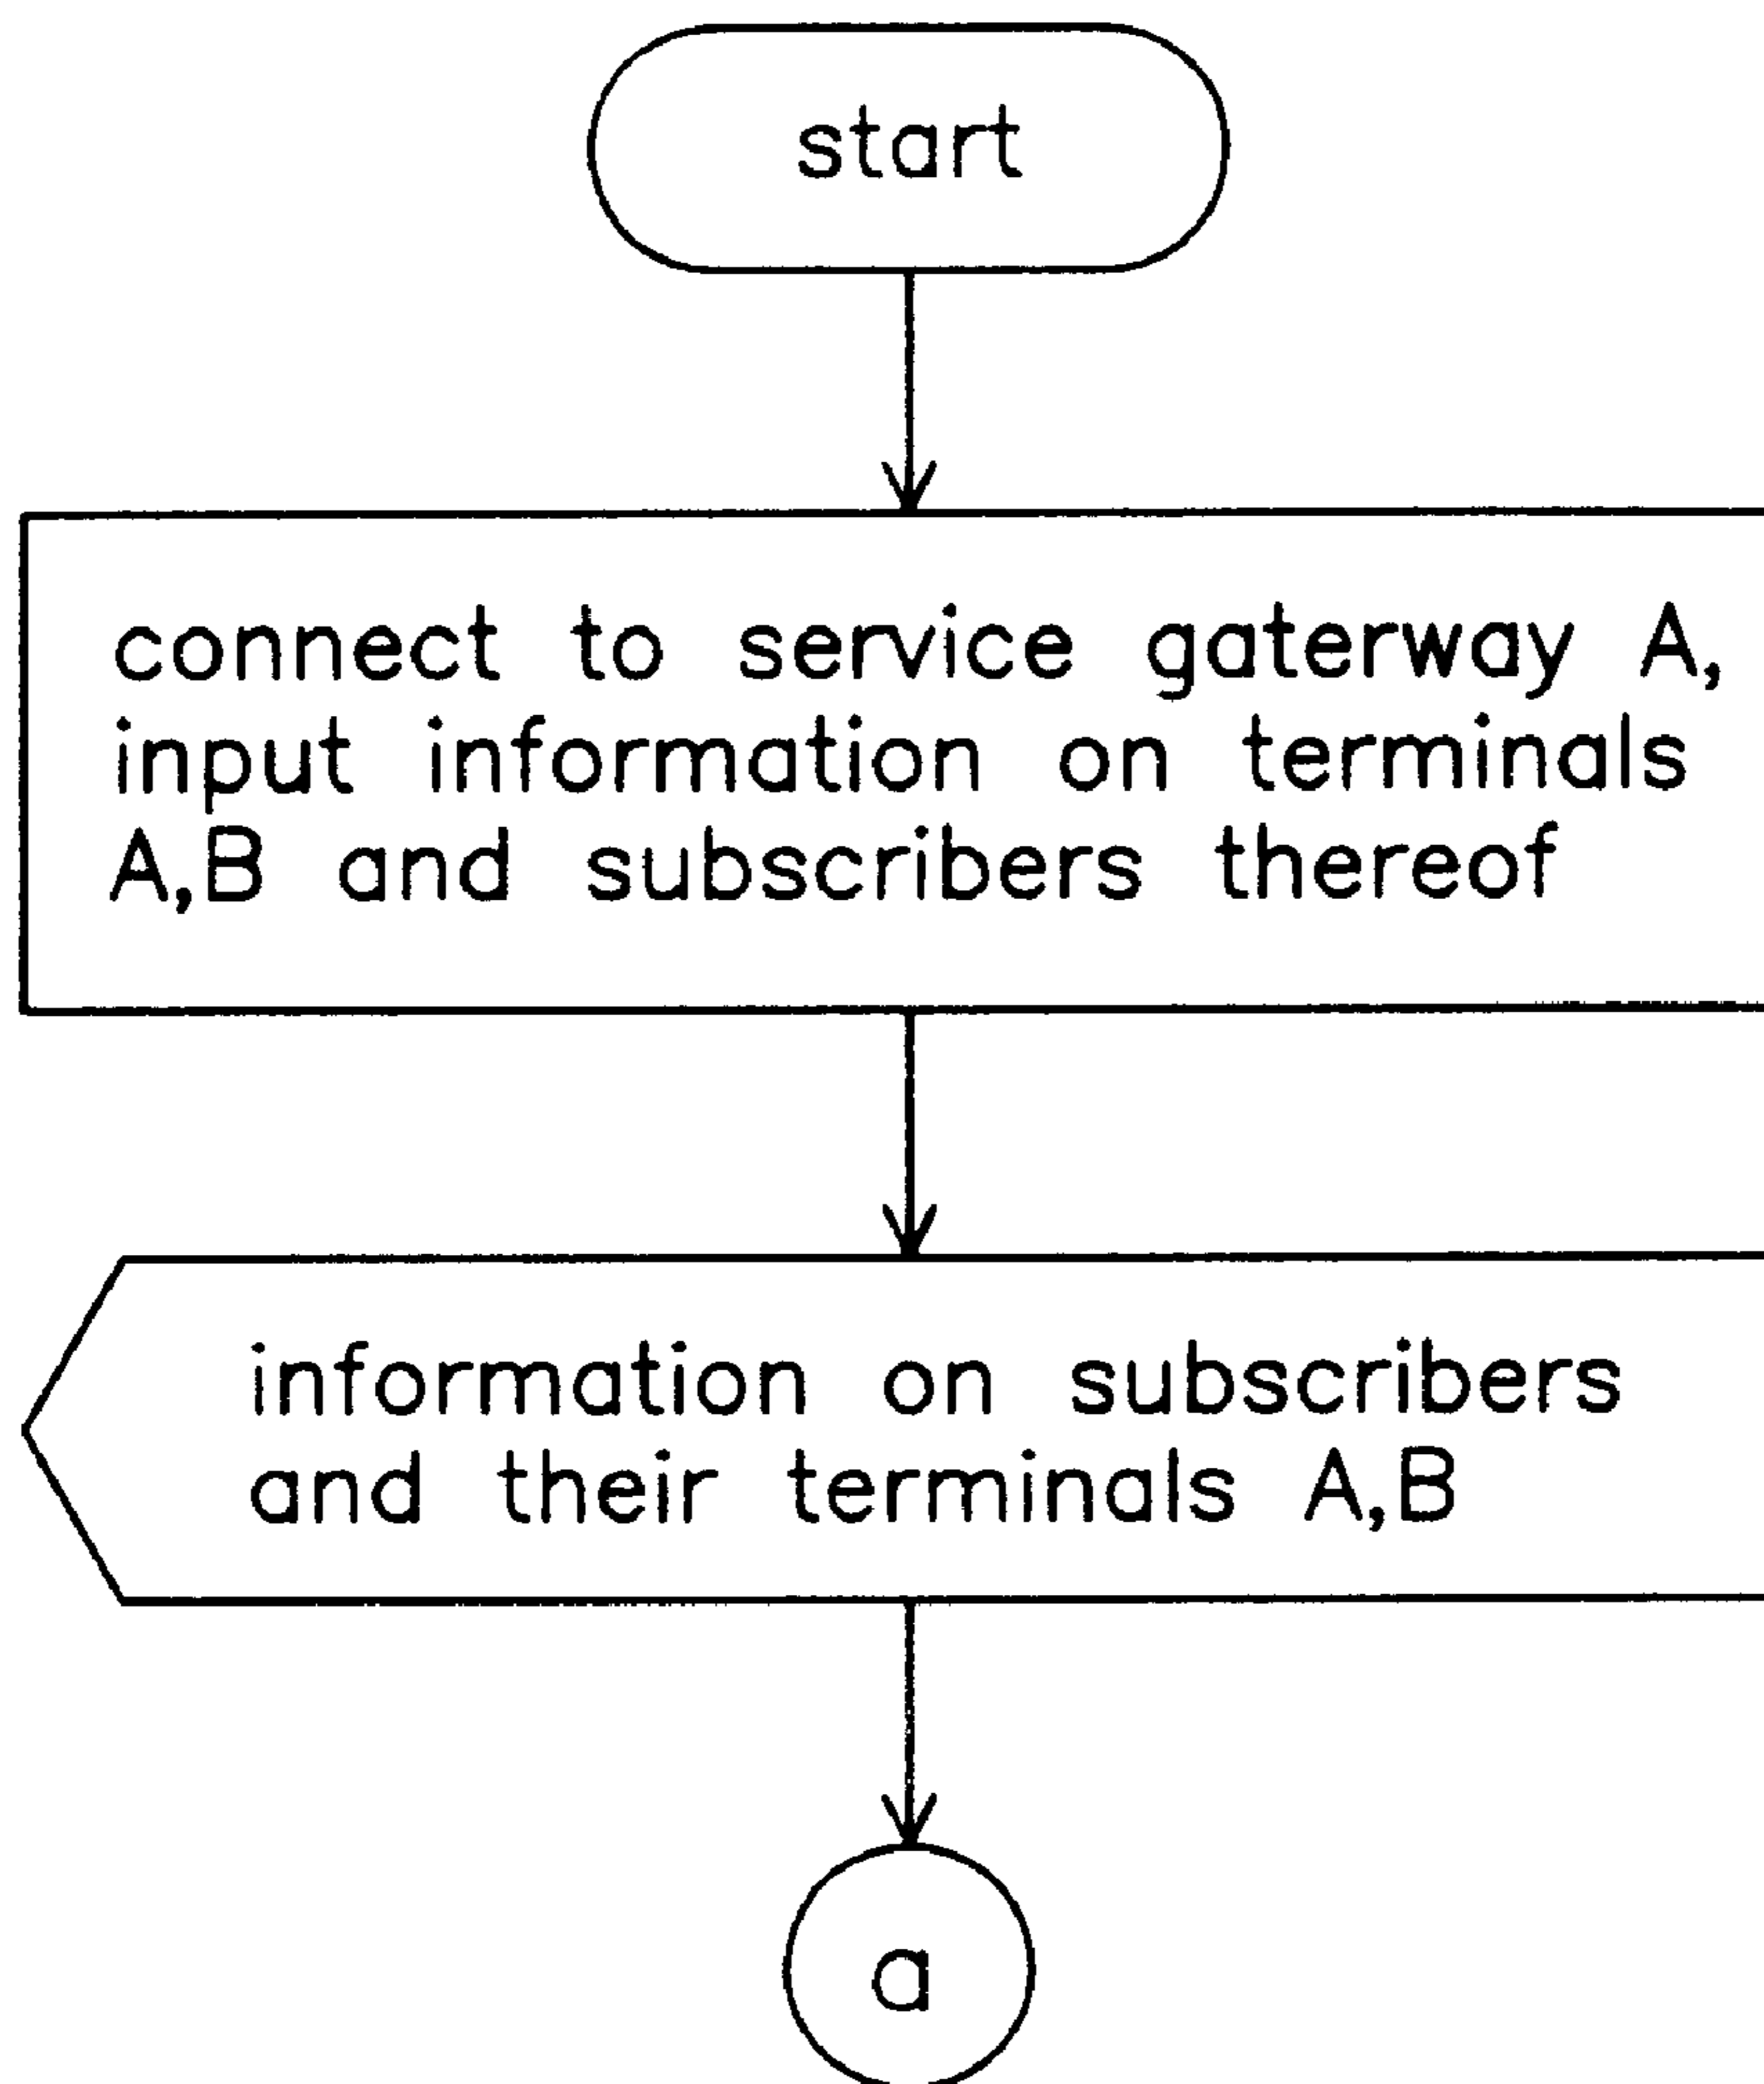 start
connect to service gaterway A,
input information on terminals
A,B and subscribers thereof
information on subscribers
and their terminals A,B
a